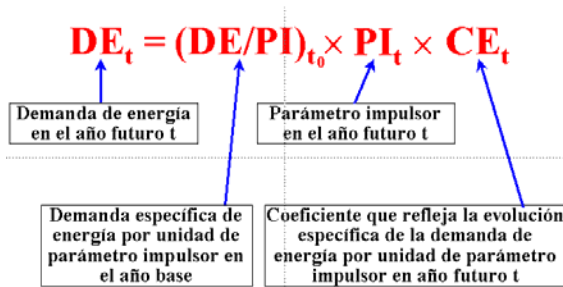 DEₜ = (DE/PI)ₜ₀ × PIₜ × CEₜ
Demanda de energía
en el año futuro t
Parámetro impulsor
en el año futuro t
Demanda específica de
energía por unidad de
parámetro impulsor en
el año base
Coeficiente que refleja la evolución
específica de la demanda de
energía por unidad de parámetro
impulsor en año futuro t